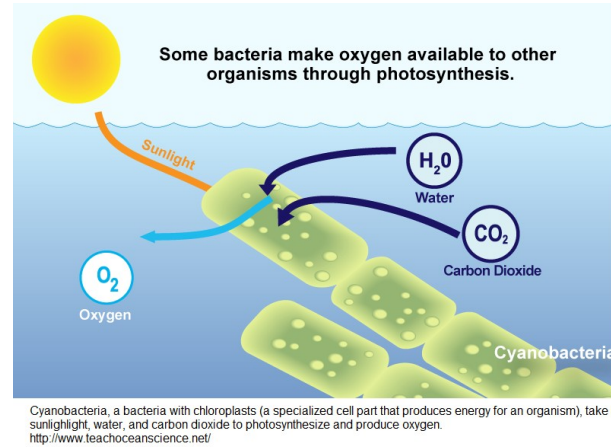 Some bacteria make oxygen available to other
organisms through photosynthesis.
Sunlight
H₂0
Water
CO₂
Carbon Dioxide
O₂
Oxygen
Cyanobacteria
Cyanobacteria, a bacteria with chloroplasts (a specialized cell part that produces energy for an organism), take
sunlighlight, water, and carbon dioxide to photosynthesize and produce oxygen.
http://www.teachoceanscience.net/